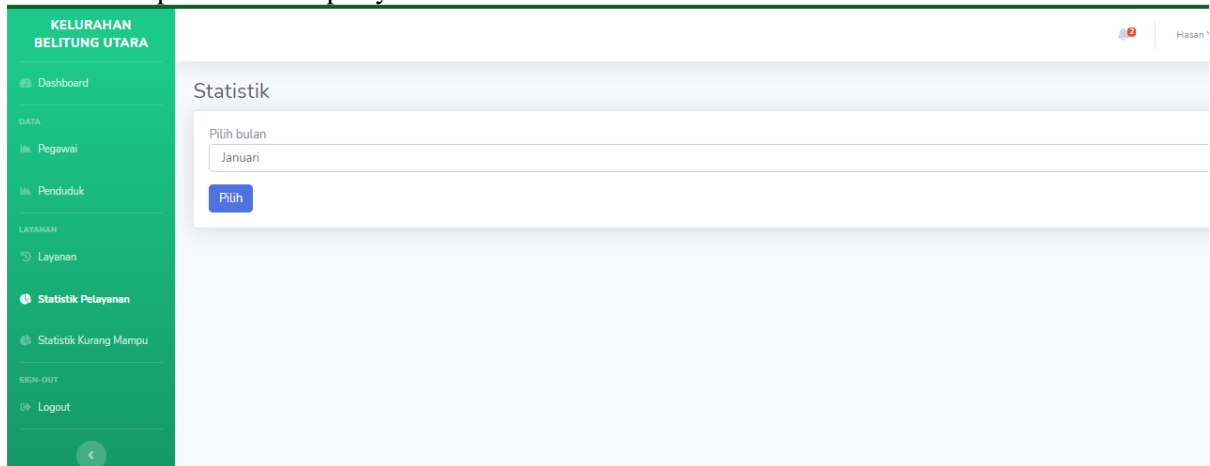 KELURAHAN
BELITUNG UTARA
2
Hasan
Dashboard
Statistik
DATA
Pegawai
Penduduk
Pilih bulan
Januari
Pilih
LAYANAN
Layanan
Statistik Pelayanan
Statistik Kurang Mampu
SIGN-OUT
Logout